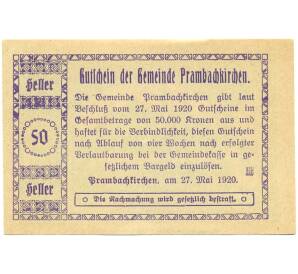 Heller
50
Heller
Gutschein der Gemeinde Prambachkirchen.
Die Gemeinde Prambachkirchen gibt laut
Beschluß vom 27. Mai 1920 Gutscheine im
Gesamtbetrage von 50.000 Kronen aus und
haftet für die Verbindlichkeit, diesen Gutschein
nach Ablauf von vier Wochen nach erfolgter
Verlautbarung bei der Gemeindekasse in ge-
setzlichem Bargeld einzulösen.
Prambachkirchen, am 27. Mai 1920.
Die Nachmachung wird gesetzlich bestraft.